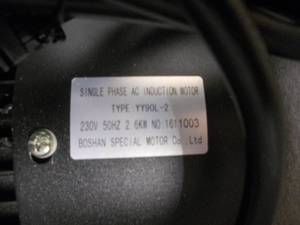 SINGLE PHASE AC INDUCTION MOTOR
TYPE YY90L-2
230V 50HZ 2.6KW NO.1611003
BOSHAN SPECIAL MOTOR Co.,Ltd